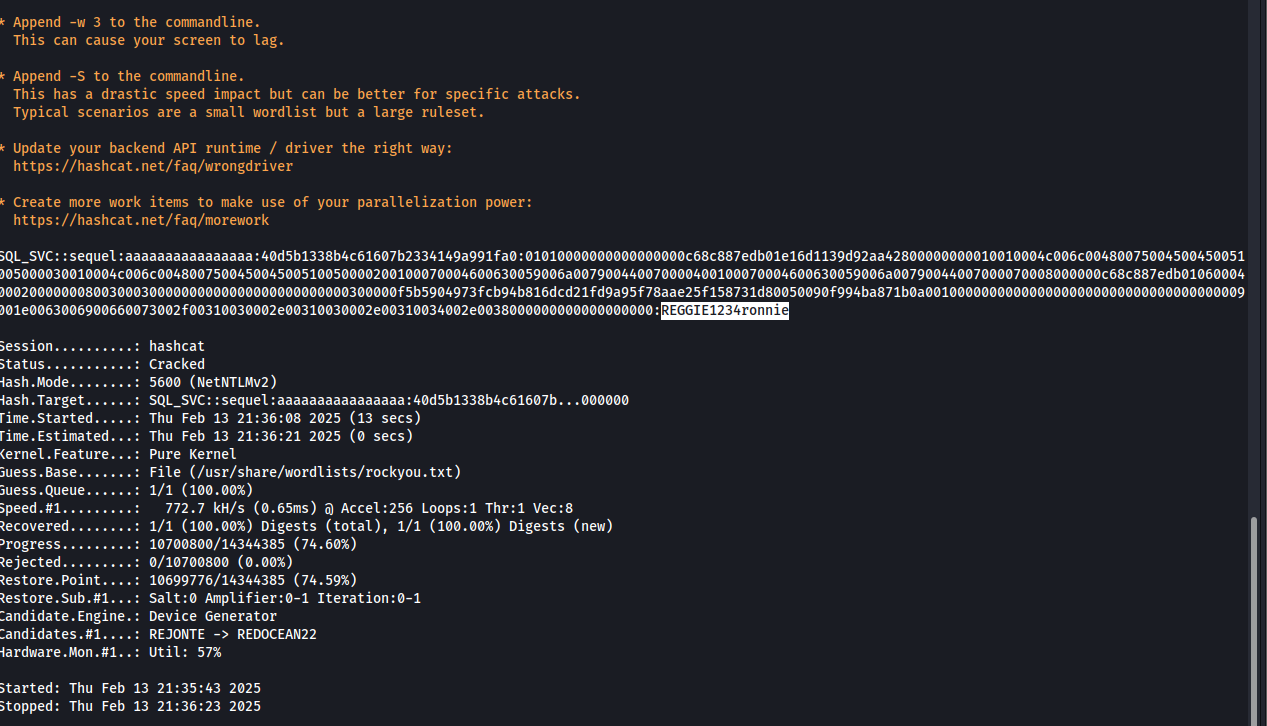 * Append -w 3 to the commandline.
This can cause your screen to lag.
* Append -S to the commandline.
This has a drastic speed impact but can be better for specific attacks.
Typical scenarios are a small wordlist but a large ruleset.
* Update your backend API runtime / driver the right way:
https://hashcat.net/faq/wrongdriver
* Create more work items to make use of your parallelization power:
https://hashcat.net/faq/morework
SQL_SVC::sequel:aaaaaaaaaaaaaaaa:40d5b1338b4c61607b2334149a991fa0:010100000000000000000c68c887edb01e16d1139d92aa42800000000010010004c006c0048007500450045004500510
005000030010004c006c004800750045004500510050000200100070004600630059006a007900440070000400100070004600630059006a0079004400700007000800000c68c887edb01060004
000200000008003000300000000000000000000000000300000f5b5904973fcb94b816dcd21fd9a95f78aae25f158731d80050090f994ba871b0a0010000000000000000000000000000000000009
001e0063006900660073002f00310030002e00310030002e00310034002e00380000000000000000000:REGGIE1234ronnie
Session..........: hashcat
Status...........: Cracked
Hash.Mode........: 5600 (NetNTLMv2)
Hash.Target......: SQL_SVC::sequel:aaaaaaaaaaaaaaaa:40d5b1338b4c61607b...000000
Time.Started.....: Thu Feb 13 21:36:08 2025 (13 secs)
Time.Estimated...: Thu Feb 13 21:36:21 2025 (0 secs)
Kernel.Feature...: Pure Kernel
Guess.Base.......: File (/usr/share/wordlists/rockyou.txt)
Guess.Queue......: 1/1 (100.00%)
Speed.#1.........:   772.7 kH/s (0.65ms) @ Accel:256 Loops:1 Thr:1 Vec:8
Recovered........: 1/1 (100.00%) Digests (total), 1/1 (100.00%) Digests (new)
Progress.........: 10700800/14344385 (74.60%)
Rejected.........: 0/10700800 (0.00%)
Restore.Point....: 10699776/14344385 (74.59%)
Restore.Sub.#1...: Salt:0 Amplifier:0-1 Iteration:0-1
Candidate.Engine.: Device Generator
Candidates.#1....: REJONTE -> REDOCEAN22
Hardware.Mon.#1..: Util: 57%
Started: Thu Feb 13 21:35:43 2025
Stopped: Thu Feb 13 21:36:23 2025